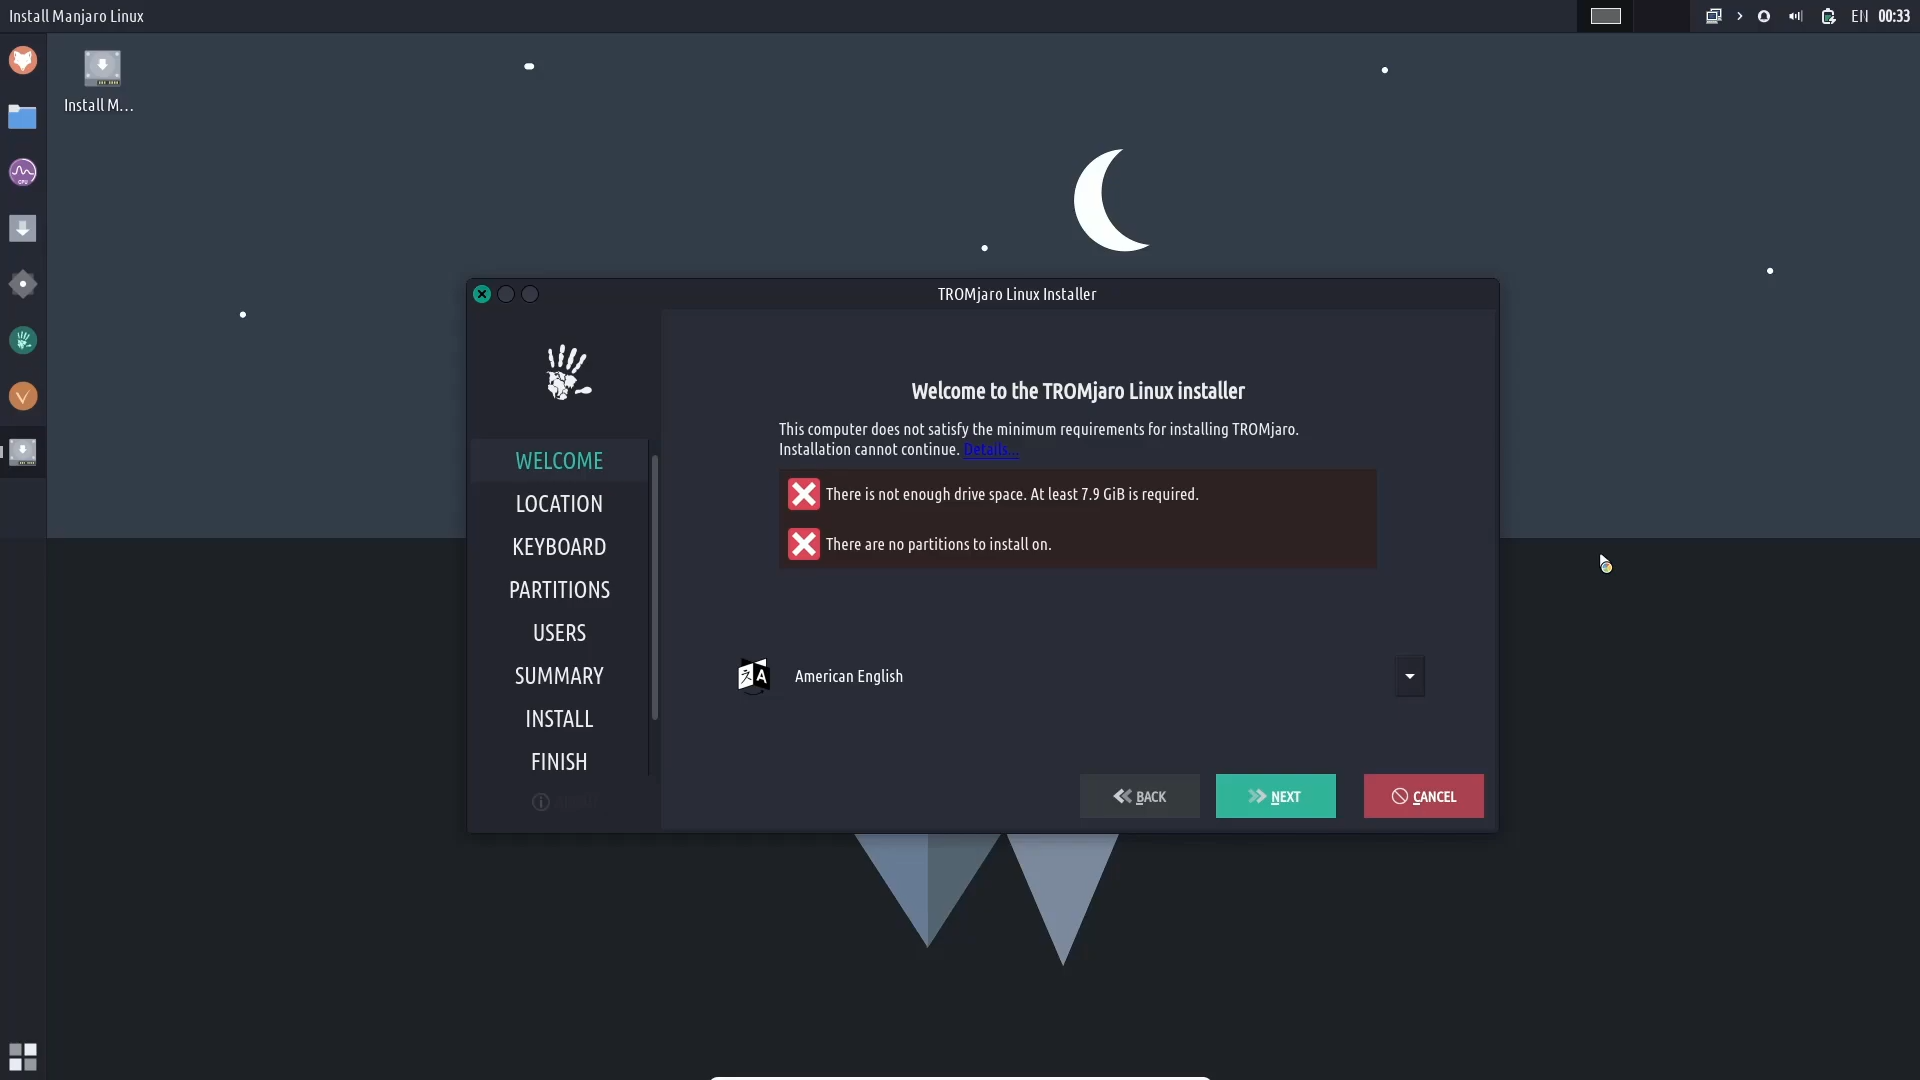 Install Manjaro Linux
EN 00:33
Install M...
CPU
TROMjaro Linux Installer
Welcome to the TROMjaro Linux installer
This computer does not satisfy the minimum requirements for installing TROMjaro.
Installation cannot continue. Details...
There is not enough drive space. At least 7.9 GiB is required.
There are no partitions to install on.
WELCOME
LOCATION
KEYBOARD
PARTITIONS
USERS
SUMMARY
INSTALL
FINISH
American English
BACK
NEXT
CANCEL